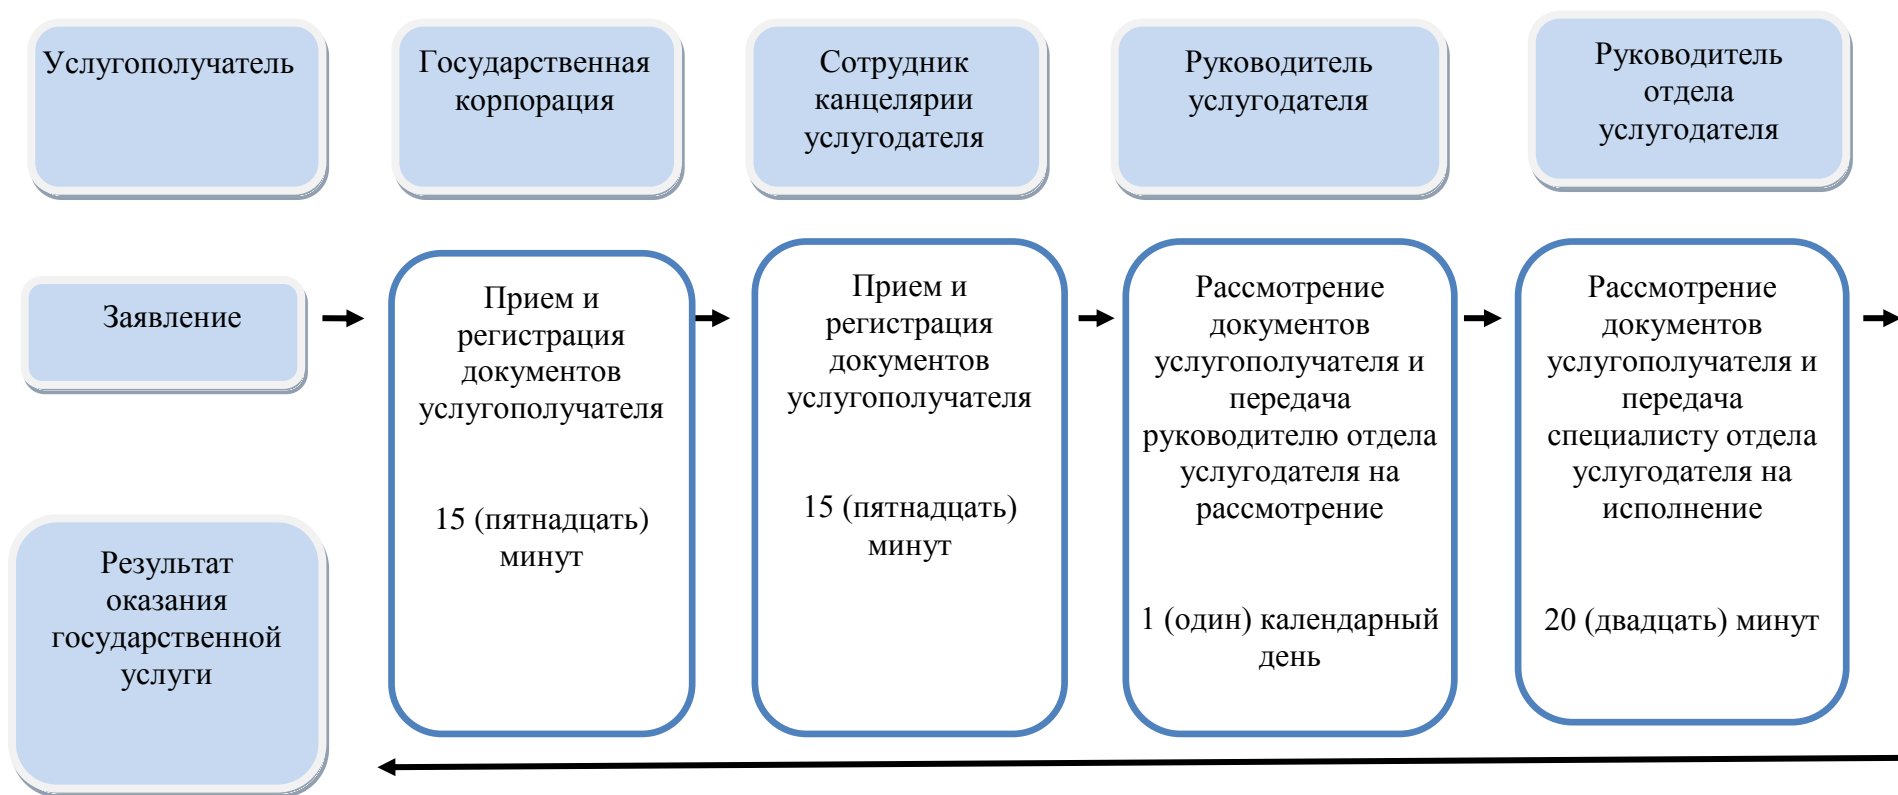 Услугополучатель
Государственная
корпорация
Сотрудник
канцелярии
услугодателя
Руководитель
услугодателя
Руководитель
отдела
услугодателя
Заявление
Прием и
регистрация
документов
услугополучателя
15 (пятнадцать)
минут
Прием и
регистрация
документов
услугополучателя
15 (пятнадцать)
минут
Рассмотрение
документов
услугополучателя и
передача
руководителю отдела
услугодателя на
рассмотрение
1 (один) календарный
день
Рассмотрение
документов
услугополучателя и
передача
специалисту отдела
услугодателя на
исполнение
20 (двадцать) минут
Результат
оказания
государственной
услуги